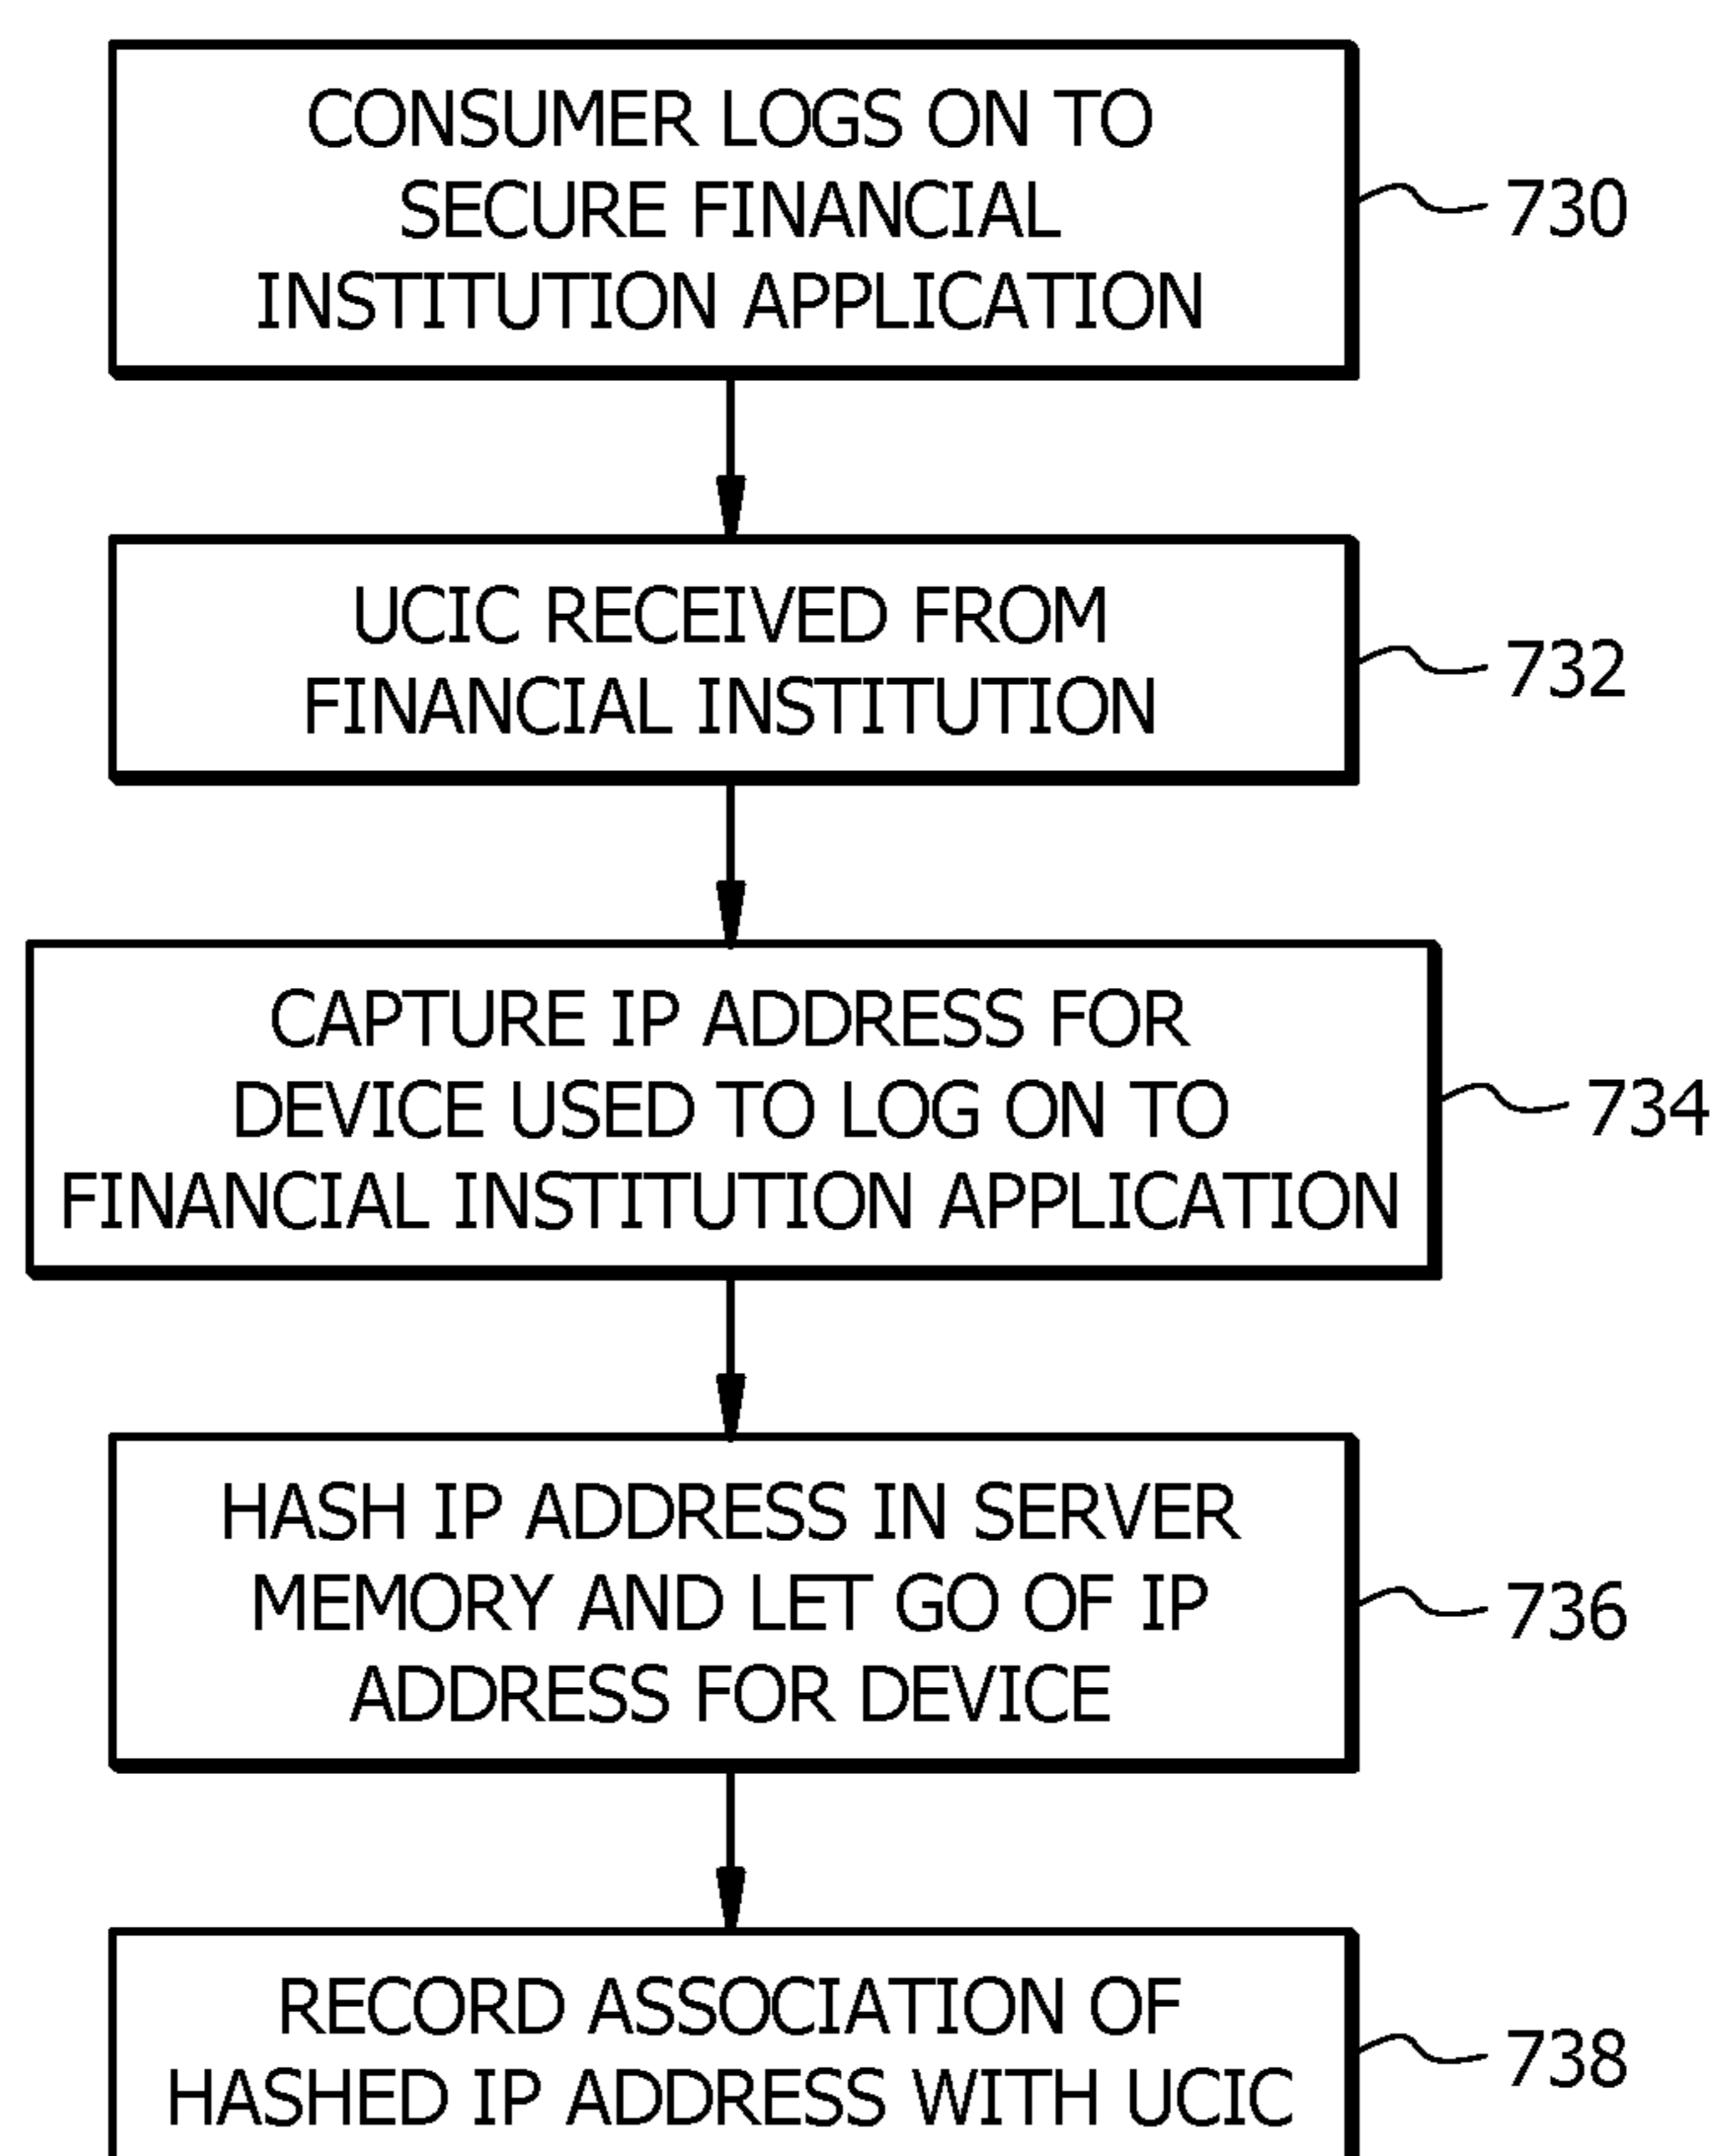 CONSUMER LOGS ON TO
SECURE FINANCIAL
INSTITUTION APPLICATION
730
UCIC RECEIVED FROM
FINANCIAL INSTITUTION
732
CAPTURE IP ADDRESS FOR
DEVICE USED TO LOG ON TO
FINANCIAL INSTITUTION APPLICATION
734
HASH IP ADDRESS IN SERVER
MEMORY AND LET GO OF IP
ADDRESS FOR DEVICE
736
RECORD ASSOCIATION OF
HASHED IP ADDRESS WITH UCIC
738